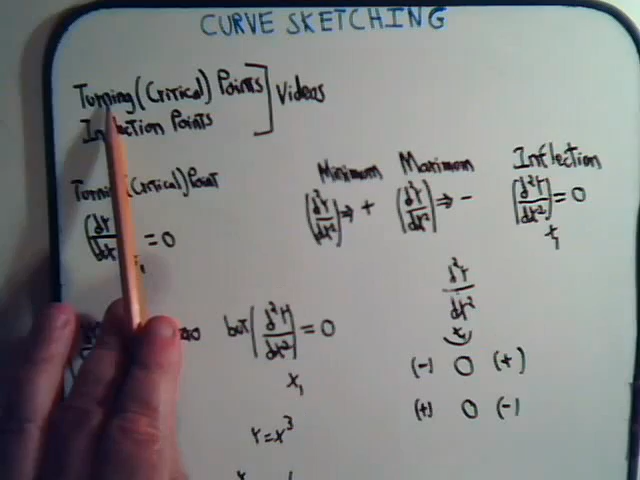 CURVE SKETCHING
Turning (Critical) Points ] Videos
Inflection Points
Turning (Critical) Point
Minimum Maximum Inflection
(d²Y/dx²) ⇒ + (d²Y/dx²) ⇒ - (d²Y/dx²) = 0
x₁
dY/dx = 0
d²Y/dx²
but (d²Y/dx²) = 0
x₁
(-) 0 (+)
(+) 0 (-)
Y = x³